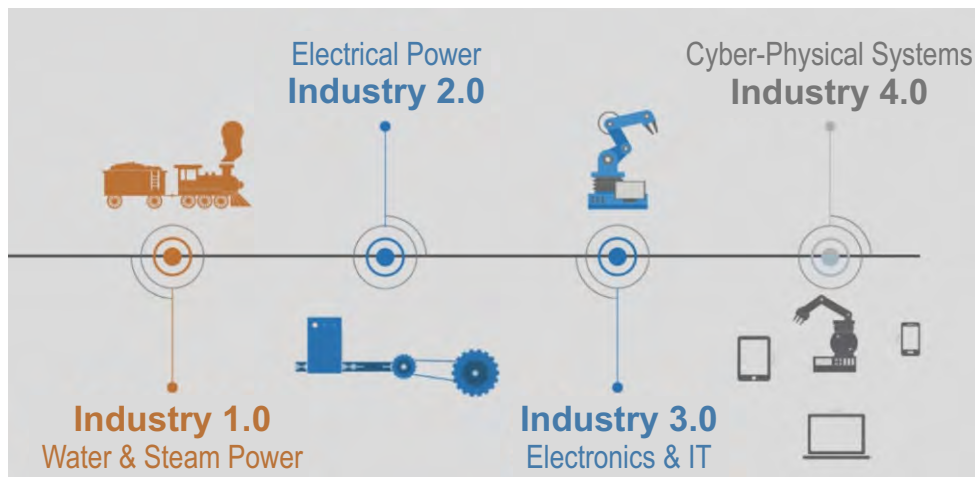 Electrical Power
Industry 2.0
Cyber-Physical Systems
Industry 4.0
Industry 1.0
Water & Steam Power
Industry 3.0
Electronics & IT